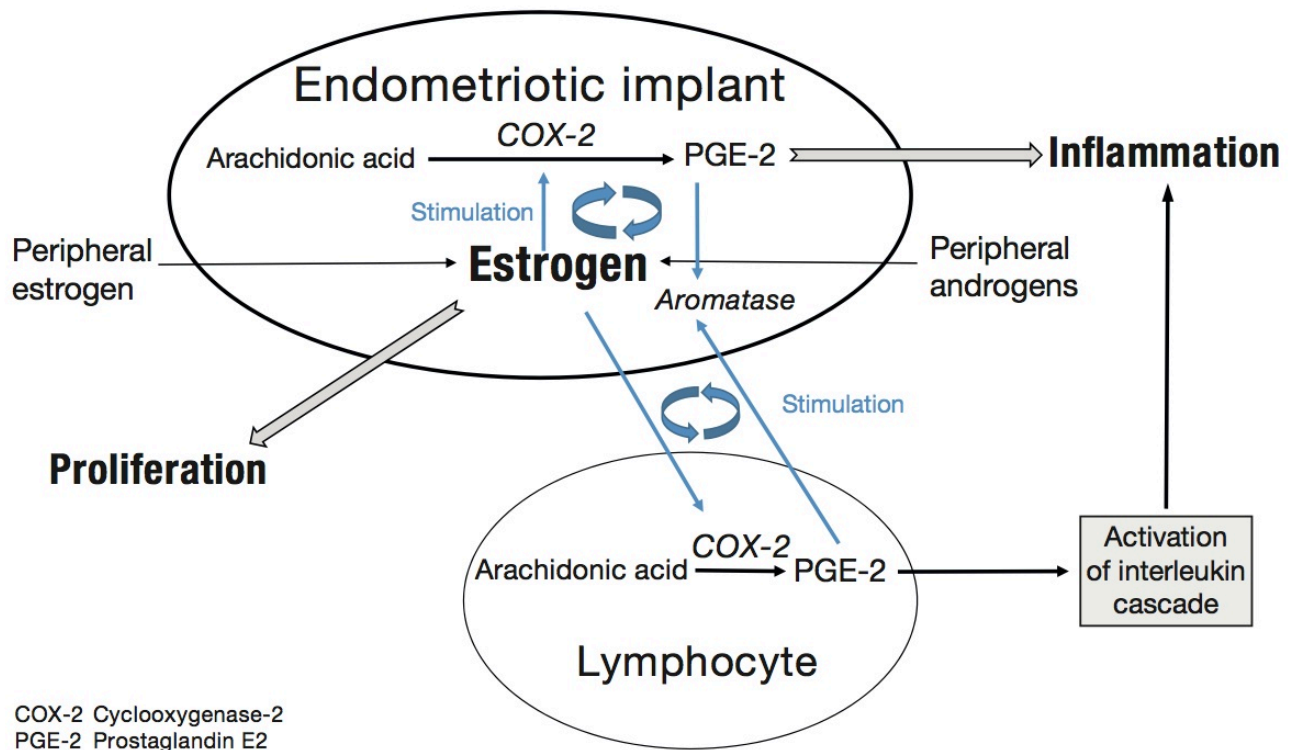 Endometriotic implant
COX-2
Arachidonic acid
PGE-2
Inflammation
Stimulation
Peripheral
estrogen
Estrogen
Peripheral
androgens
Aromatase
Stimulation
Proliferation
COX-2
Arachidonic acid
PGE-2
Activation
of interleukin
cascade
Lymphocyte
COX-2 Cyclooxygenase-2
PGE-2 Prostaglandin E2